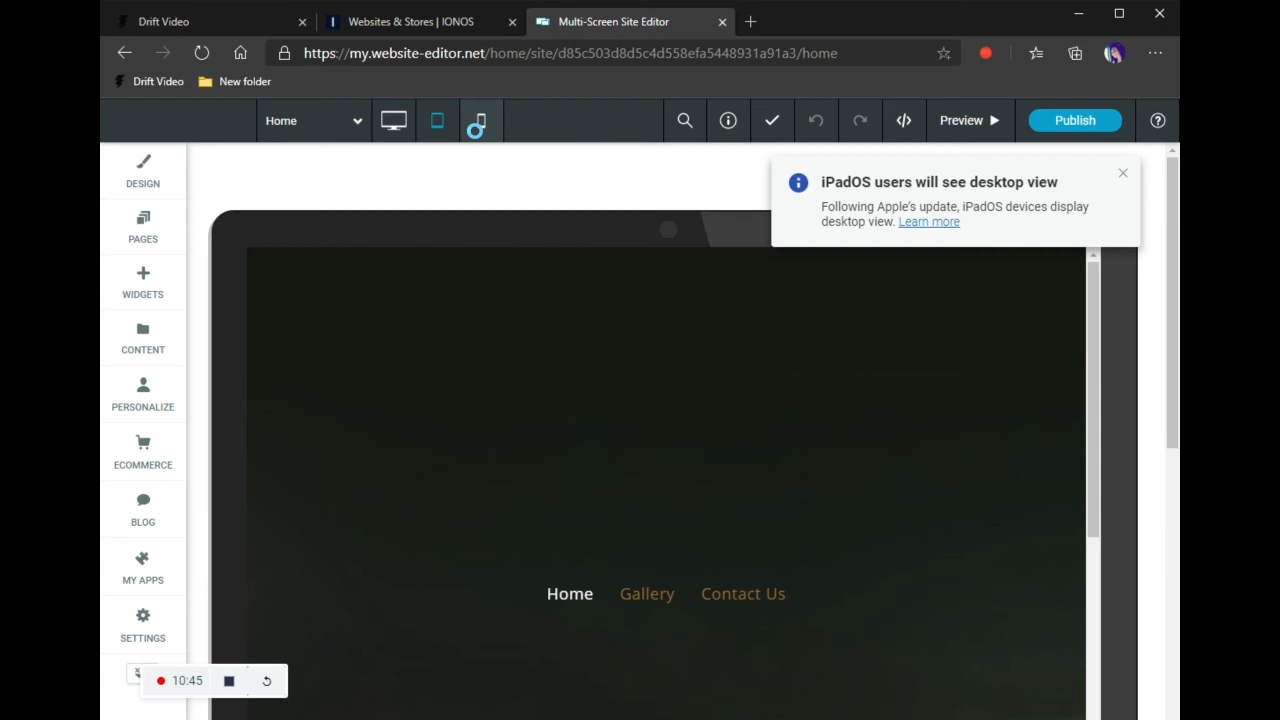 Drift Video
Websites & Stores | IONOS
Multi-Screen Site Editor
https://my.website-editor.net/home/site/d85c503d8d5c4d558efa5448931a91a3/home
Drift Video
New folder
Home
Preview
Publish
DESIGN
PAGES
WIDGETS
CONTENT
PERSONALIZE
ECOMMERCE
BLOG
MY APPS
SETTINGS
iPadOS users will see desktop view
Following Apple's update, iPadOS devices display
desktop view. Learn more
Home Gallery Contact Us
10:45